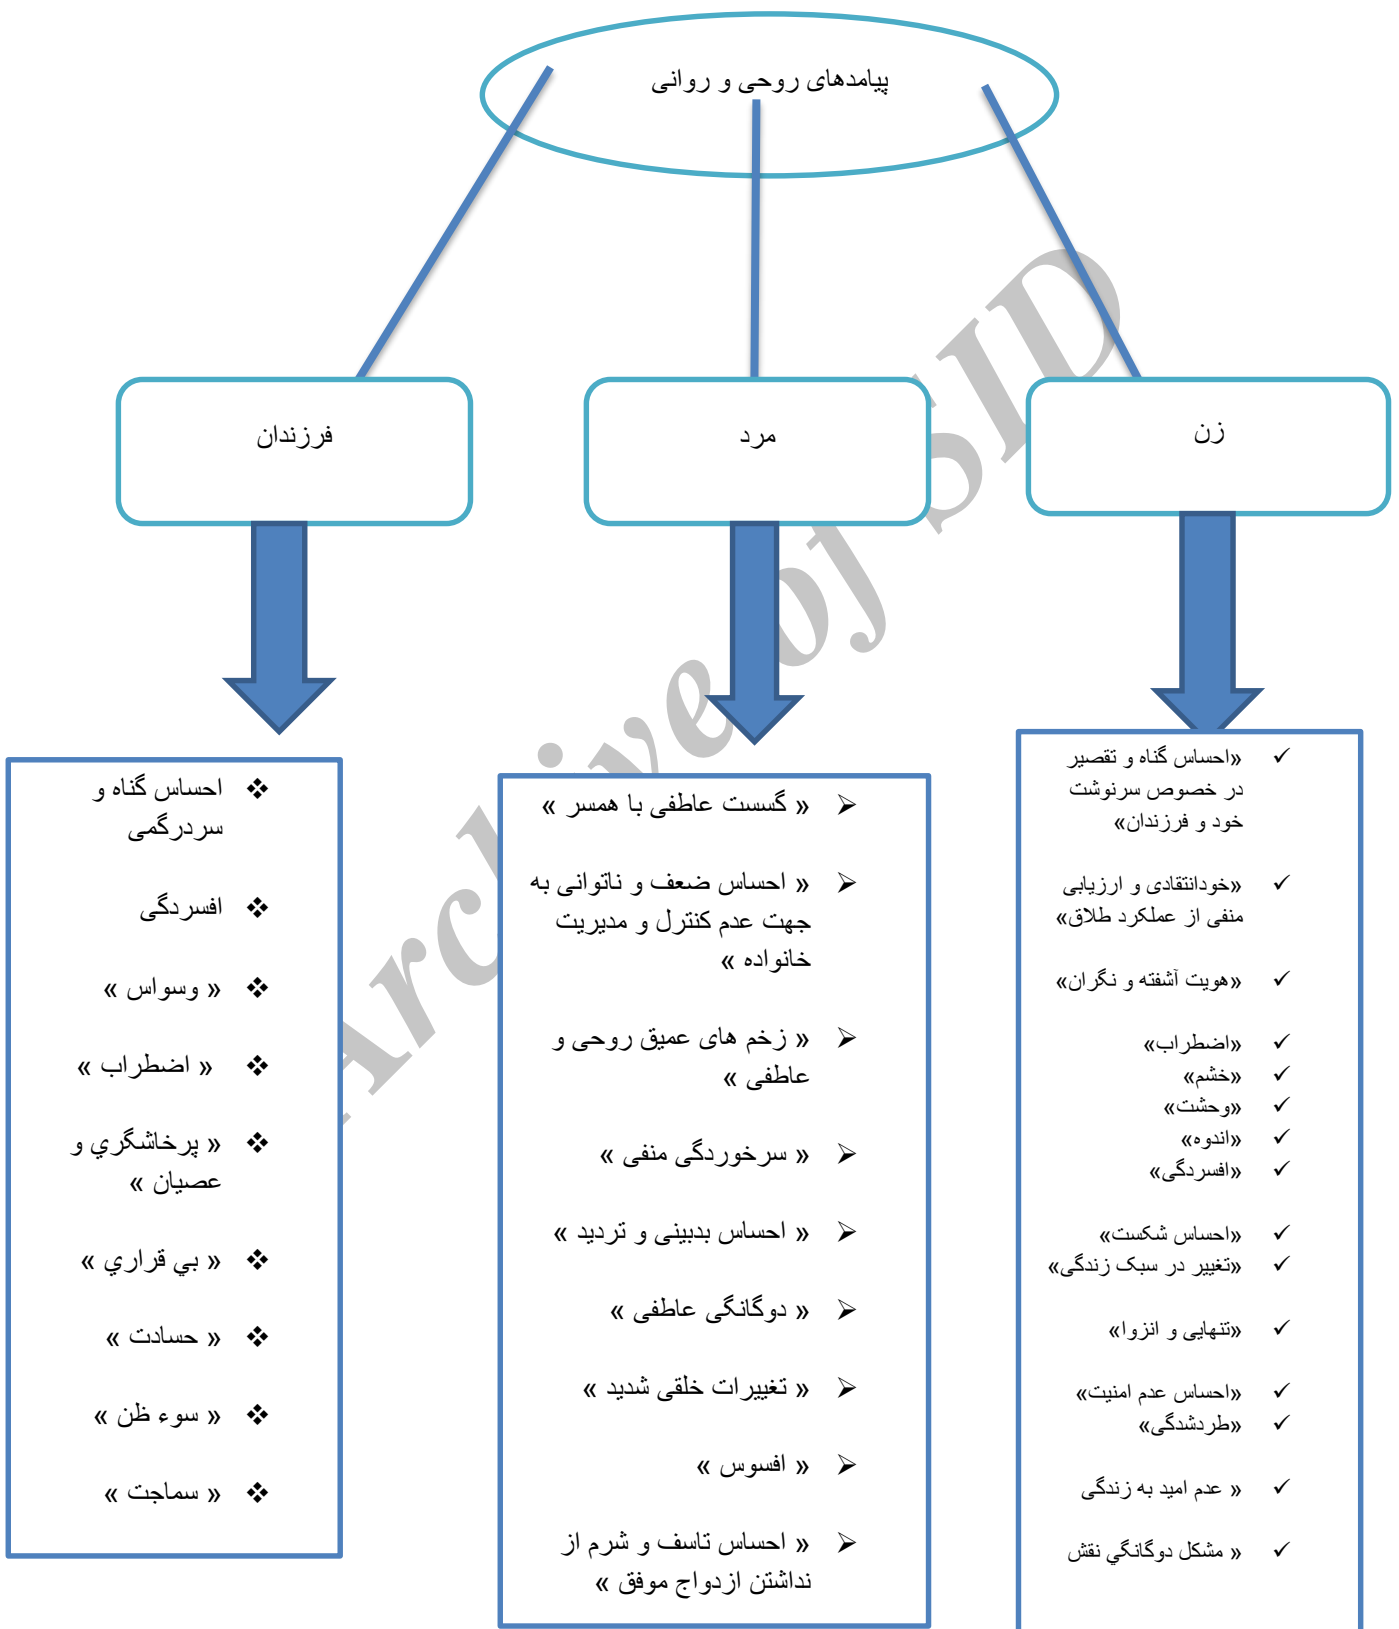 پیامدهای روحی و روانی
زن
مرد
فرزندان
✓ «احساس گناه و تقصیر
در خصوص سرنوشت
خود و فرزندان»
✓ «خودانتقادی و ارزیابی
منفی از عملکرد طلاق»
✓ «هویت آشفته و نگران»
✓ «اضطراب»
✓ «خشم»
✓ «وحشت»
✓ «اندوه»
✓ «افسردگی»
✓ «احساس شکست»
✓ «تغییر در سبک زندگی»
✓ «تنهایی و انزوا»
✓ «احساس عدم امنیت»
✓ «طردشدگی»
✓ « عدم امید به زندگی
✓ « مشکل دوگانگي نقش
➢ « گسست عاطفی با همسر »
➢ « احساس ضعف و ناتوانی به
جهت عدم کنترل و مدیریت
خانواده »
➢ « زخم های عمیق روحی و
عاطفی »
➢ « سرخوردگی منفی »
➢ « احساس بدبینی و تردید »
➢ « دوگانگی عاطفی »
➢ « تغییرات خلقی شدید »
➢ « افسوس »
➢ « احساس تاسف و شرم از
نداشتن ازدواج موفق »
❖ احساس گناه و
سردرگمی
❖ افسردگی
❖ « وسواس »
❖ « اضطراب »
❖ « پرخاشگري و
عصیان »
❖ « بي قراري »
❖ « حسادت »
❖ « سوء ظن »
❖ « سماجت »
Archive of SID